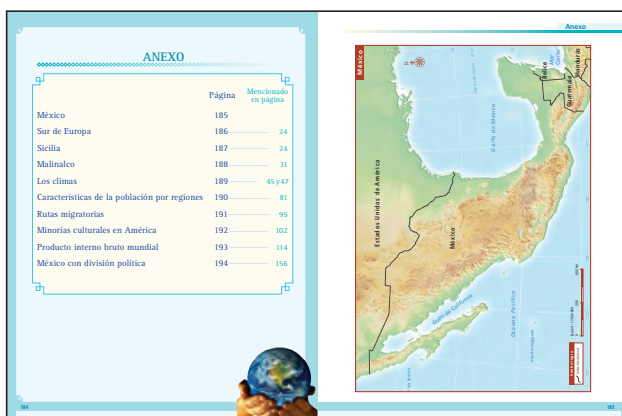 ANEXO
Página
Mencionado
en página
México 185
Sur de Europa 186 24
Sicilia 187 24
Malinalco 188 31
Los climas 189 45 y47
Características de la población por regiones 190 81
Rutas migratorias 191 95
Minorías culturales en América 192 102
Producto interno bruto mundial 193 114
México con división política 194 156
184
Anexo
México
N
Estados Unidos de América
Golfo de México
México
Belice
Mar Caribe
Guatemala
Honduras
Golfo de California
Océano Pacífico
185